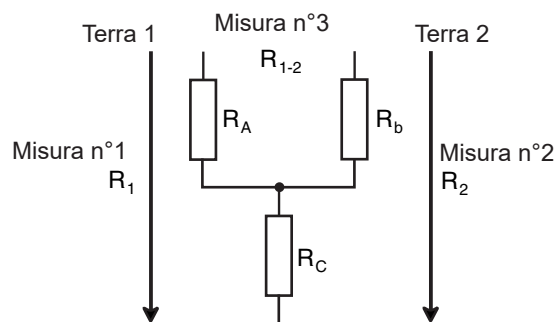 Misura n°3
Terra 1
Terra 2
R1-2
RA
Rb
Misura n°1
R1
Misura n°2
R2
RC